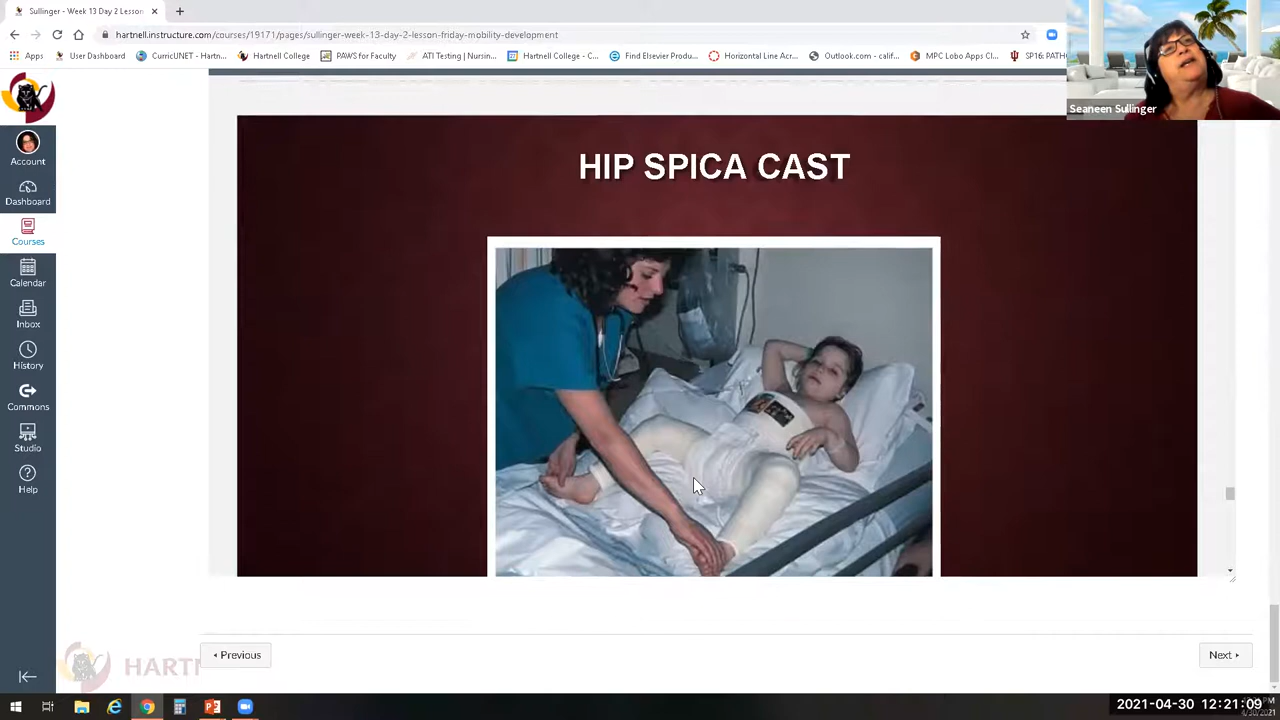 Sullinger - Week 13 Day 2 Lesson
hartnell.instructure.com/courses/19171/pages/sullinger-week-13-day-2-lesson-friday-mobility-development
Apps
User Dashboard
CurricUNET - Hartn...
Hartnell College
PAWS for Faculty
ATI Testing | Nursin...
Hartnell College - C...
Find Elsevier Produ...
Horizontal Line Acr...
Outlook.com - calif...
MPC Lobo Apps Cl...
SP16: PATH
Seaneen Sullinger
Account
Dashboard
Courses
Calendar
Inbox
History
Commons
Studio
Help
HIP SPICA CAST
Previous
Next
HARTN
2021-04-30 12:21:09